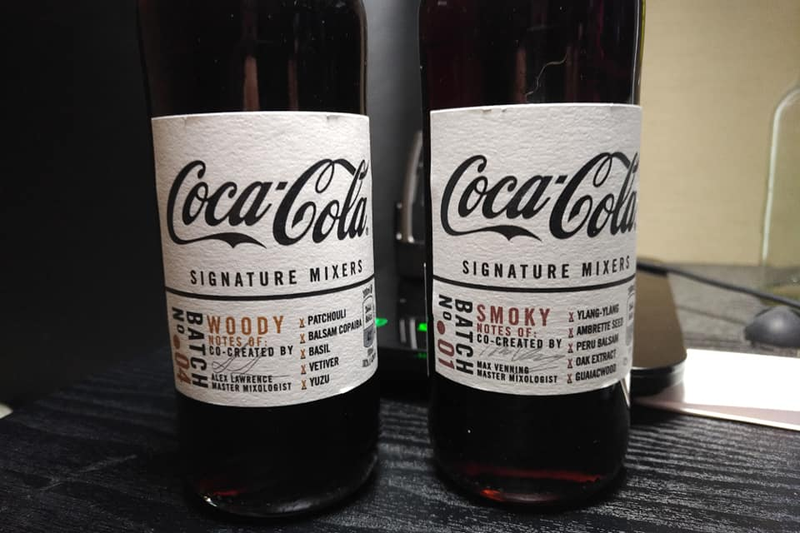 Coca-Cola
SIGNATURE MIXERS
BATCH
No.04
WOODY
NOTES OF:
CO-CREATED BY
ALEX LAWRENCE
MASTER MIXOLOGIST
PATCHOULI
BALSAM COPAIBA
BASIL
VETIVER
YUZU
Coca-Cola
SIGNATURE MIXERS
BATCH
No.01
SMOKY
NOTES OF:
CO-CREATED BY
MAX VENNING
MASTER MIXOLOGIST
YLANG-YLANG
AMBRETTE SEED
PERU BALSAM
OAK EXTRACT
GUAIACWOOD